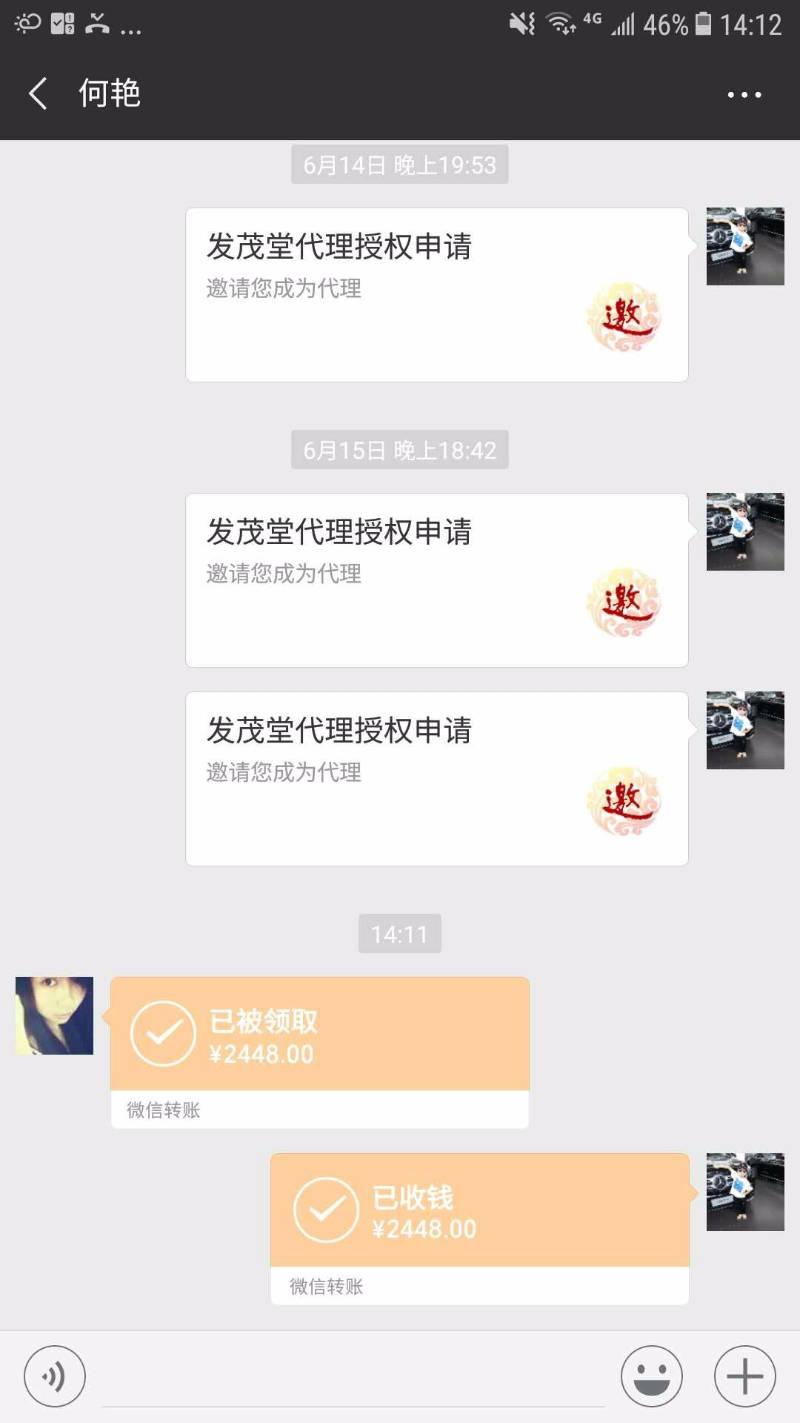 4G 46% 14:12
何艳
6月14日 晚上19:53
发茂堂代理授权申请
邀请您成为代理
邀
6月15日 晚上18:42
发茂堂代理授权申请
邀请您成为代理
邀
发茂堂代理授权申请
邀请您成为代理
邀
14:11
已被领取
¥2448.00
微信转账
已收钱
¥2448.00
微信转账